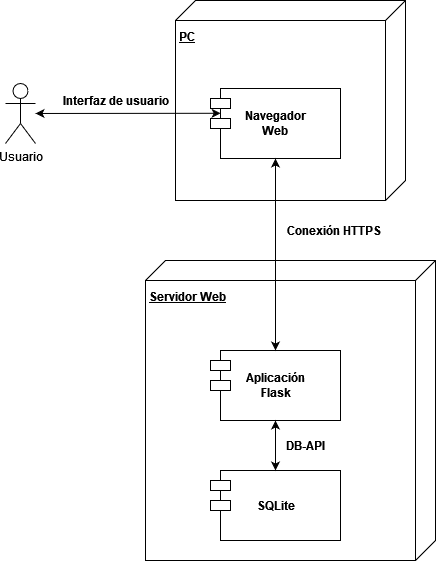 PC
Interfaz de usuario
Navegador
Web
Usuario
Conexión HTTPS
Servidor Web
Aplicación
Flask
DB-API
SQLite